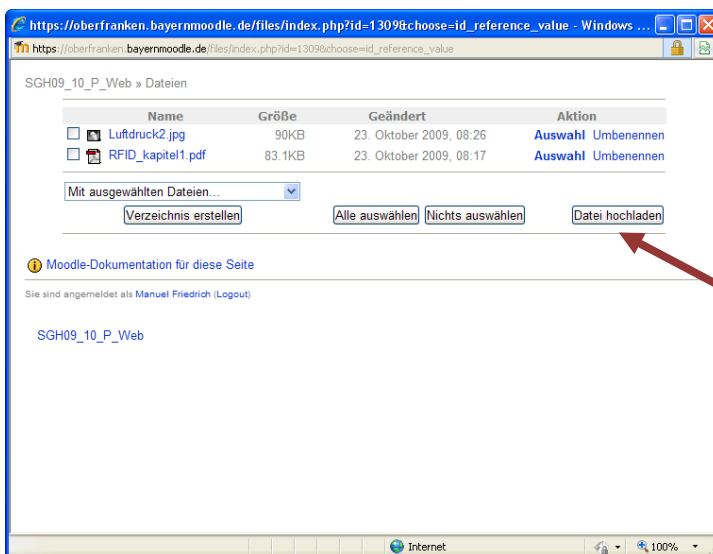 https://oberfranken.bayernmoodle.de/files/index.php?id=1309&choose=id_reference_value - Windows ...
https://oberfranken.bayernmoodle.de/files/index.php?id=1309&choose=id_reference_value
SGH09_10_P_Web » Dateien
Name Größe Geändert Aktion
Luftdruck2.jpg 90KB 23. Oktober 2009, 08:26 Auswahl Umbenennen
RFID_kapitel1.pdf 83.1KB 23. Oktober 2009, 08:17 Auswahl Umbenennen
Mit ausgewählten Dateien...
Verzeichnis erstellen Alle auswählen Nichts auswählen Datei hochladen
Moodle-Dokumentation für diese Seite
Sie sind angemeldet als Manuel Friedrich (Logout)
SGH09_10_P_Web
Internet 100%